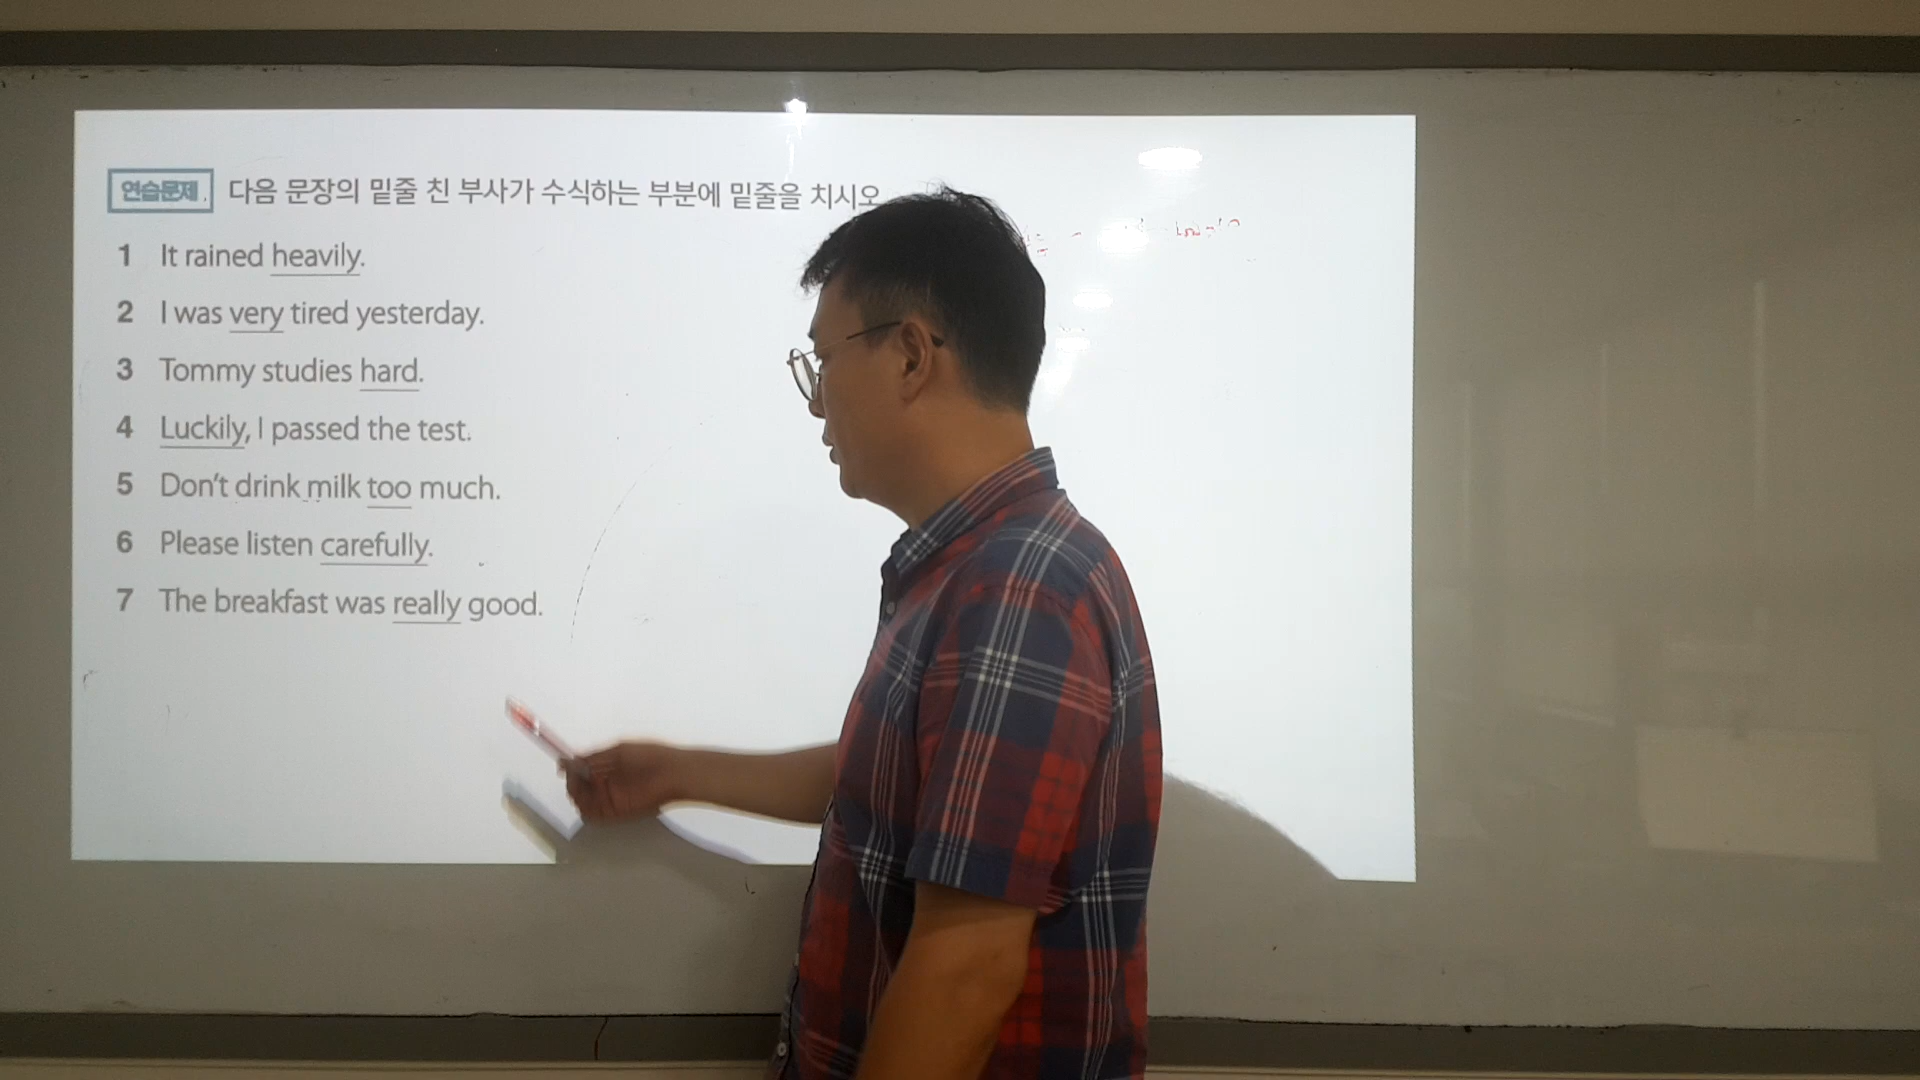 연습문제 다음 문장의 밑줄 친 부사가 수식하는 부분에 밑줄을 치시오
1 It rained heavily.
2 I was very tired yesterday.
3 Tommy studies hard.
4 Luckily, I passed the test.
5 Don't drink milk too much.
6 Please listen carefully.
7 The breakfast was really good.